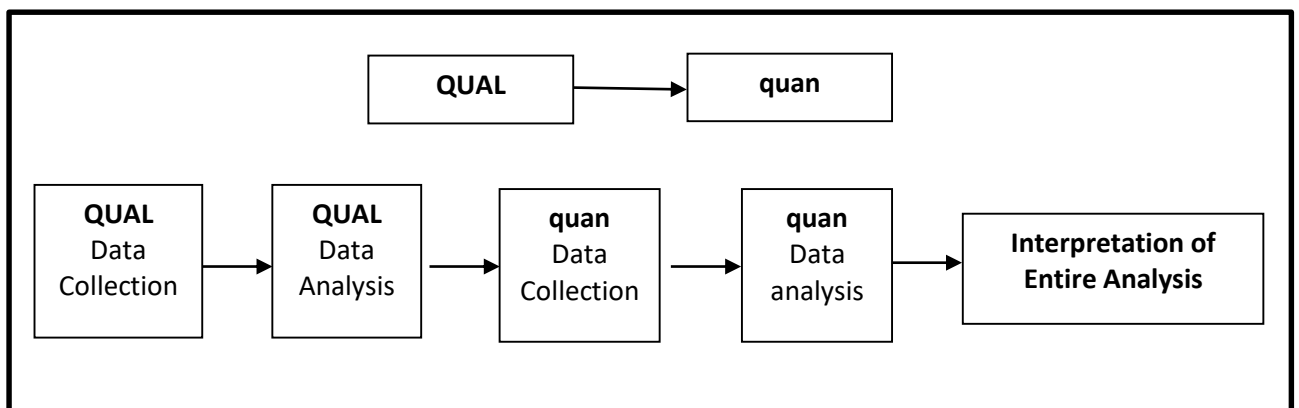 QUAL
quan
QUAL
Data
Collection
QUAL
Data
Analysis
quan
Data
Collection
quan
Data
analysis
Interpretation of
Entire Analysis